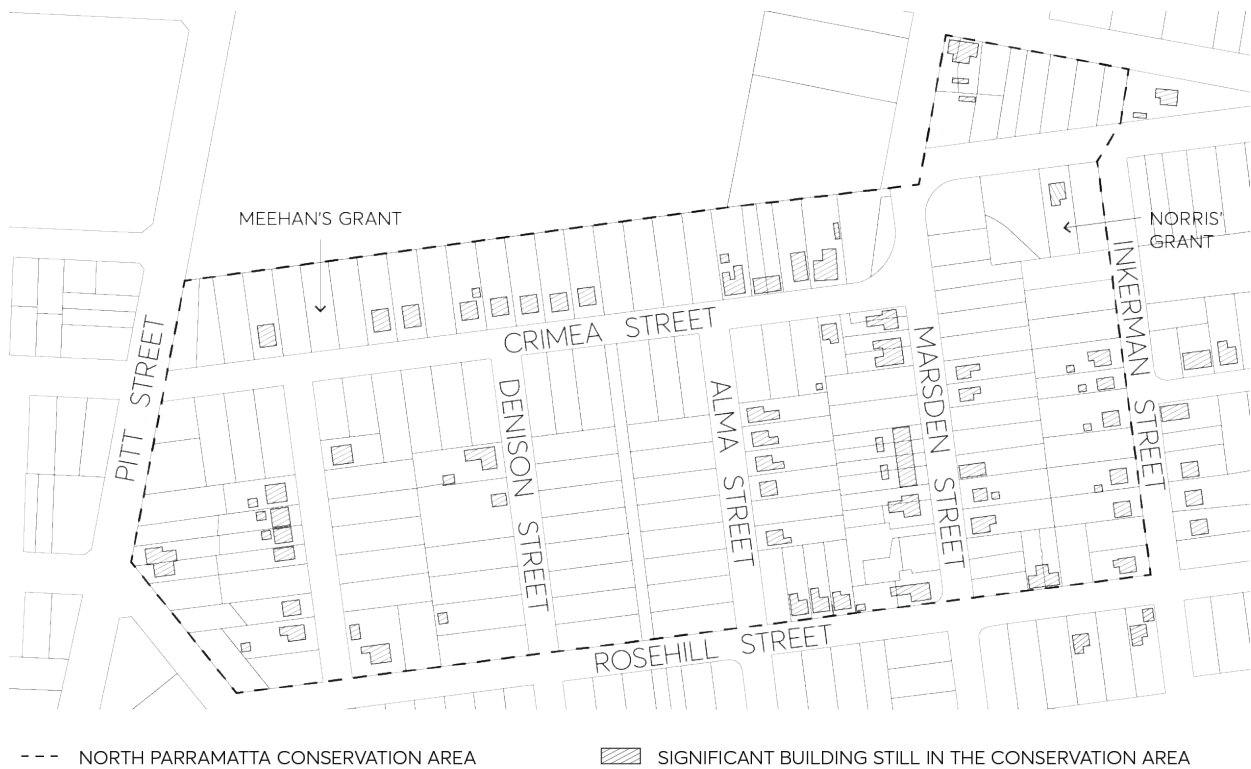 MEEHAN'S GRANT
NORRIS'
GRANT
PITT STREET
CRIMEA STREET
DENISON STREET
ALMA STREET
MARSDEN STREET
INKERMAN STREET
ROSEHILL STREET
NORTH PARRAMATTA CONSERVATION AREA
SIGNIFICANT BUILDING STILL IN THE CONSERVATION AREA